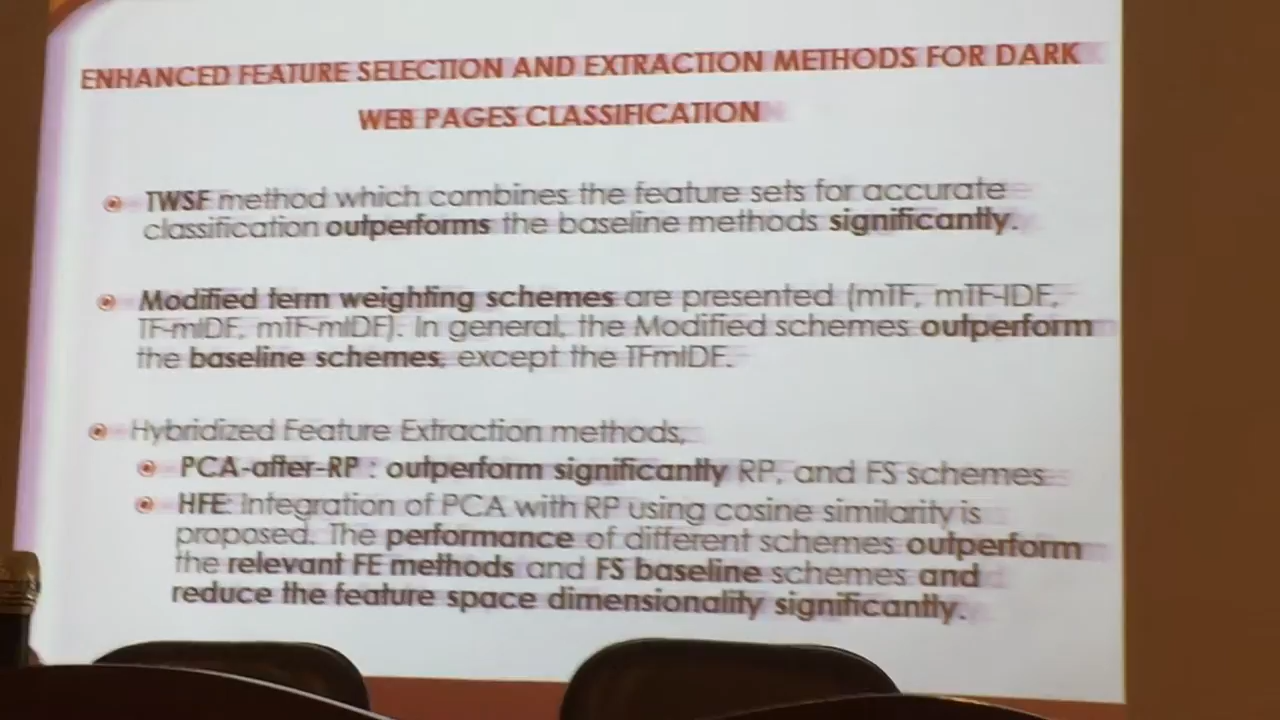 ENHANCED FEATURE SELECTION AND EXTRACTION METHODS FOR DARK
WEB PAGES CLASSIFICATION
TWSF method which combines the feature sets for accurate
classification outperforms the baseline methods significantly.
Modified term weighting schemes are presented (mTF, mTF-IDF,
TF-mIDF, mTF-mIDF). In general, the Modified schemes outperform
the baseline schemes, except the TFmIDF.
Hybridized Feature Extraction methods,
PCA-after-RP : outperform significantly RP, and FS schemes
HFE: Integration of PCA with RP using cosine similarity is
proposed. The performance of different schemes outperform
the relevant FE methods and FS baseline schemes and
reduce the feature space dimensionality significantly.